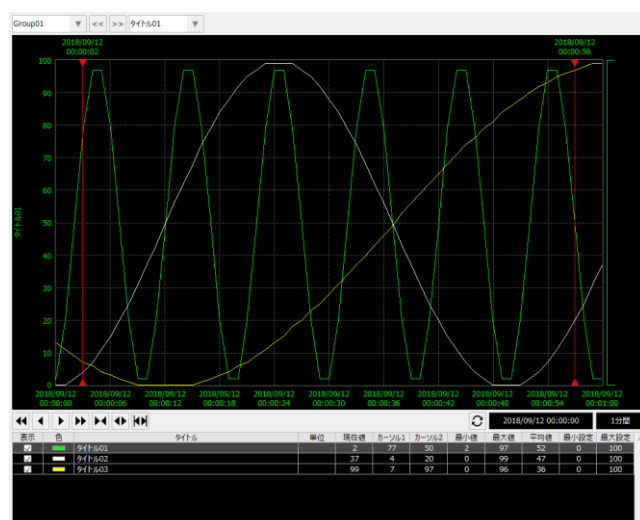 Group01 ▼ << >> タイトル01 ▼
2018/09/12 2018/09/12
00:00:02 00:00:56
100
90
80
70
60
50
40
30
20
10
0
タイトル01
2018/09/12 2018/09/12 2018/09/12 2018/09/12 2018/09/12 2018/09/12 2018/09/12 2018/09/12 2018/09/12 2018/09/12 2018/09/12
00:00:00 00:00:06 00:00:12 00:00:18 00:00:24 00:00:30 00:00:36 00:00:42 00:00:48 00:00:54 00:01:00
2018/09/12 00:00:00 1分間
表示 色 タイトル 単位 現在値 カーソル1 カーソル2 最小値 最大値 平均値 最小設定 最大設定
タイトル01 2 77 50 2 97 52 0 100
タイトル02 37 4 20 0 99 47 0 100
タイトル03 99 7 97 0 96 36 0 100